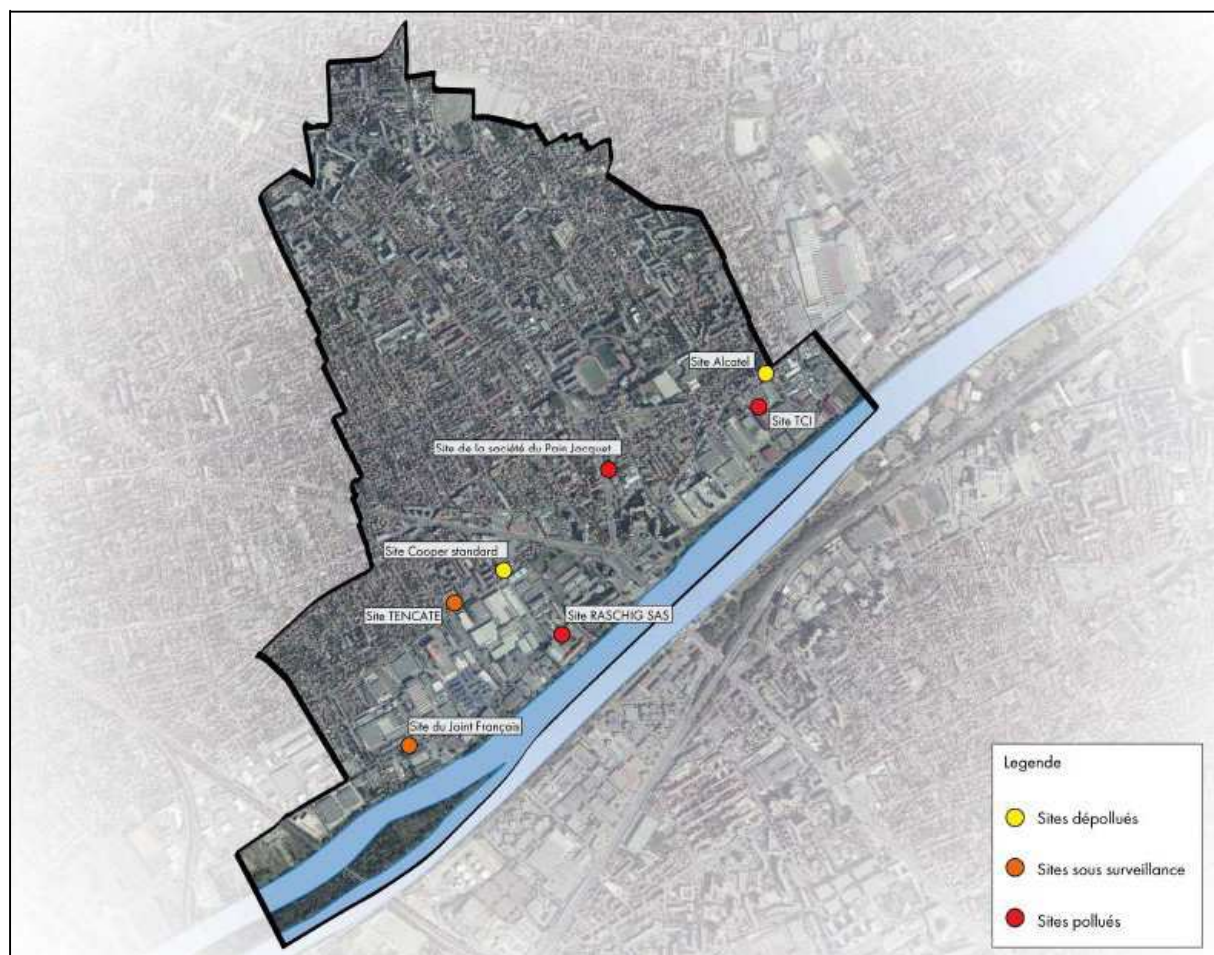 Site Alcatel
Site TCI
Site de la société du Pain Jacquet
Site Cooper standard
Site TENCATE
Site RASCHIG SAS
Site du Joint Français
Legende
Sites dépollués
Sites sous surveillance
Sites pollués